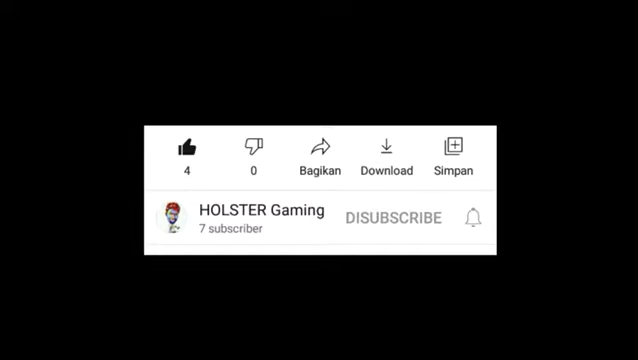 4 0 Bagikan Download Simpan
HOLSTER Gaming
DISUBSCRIBE
7 subscriber